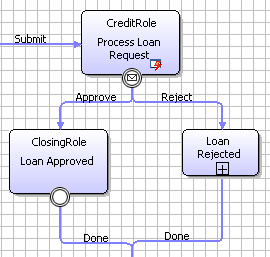 CreditRole
Submit
Process Loan
Request
Approve
Reject
ClosingRole
Loan Approved
Loan
Rejected
Done
Done